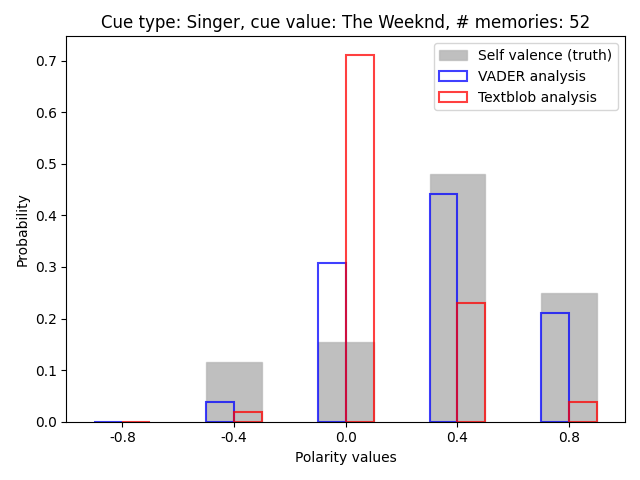 Cue type: Singer, cue value: The Weeknd, # memories: 52
Self valence (truth)
VADER analysis
Textblob analysis
Probability
0.7
0.6
0.5
0.4
0.3
0.2
0.1
0.0
-0.8 -0.4 0.0 0.4 0.8
Polarity values